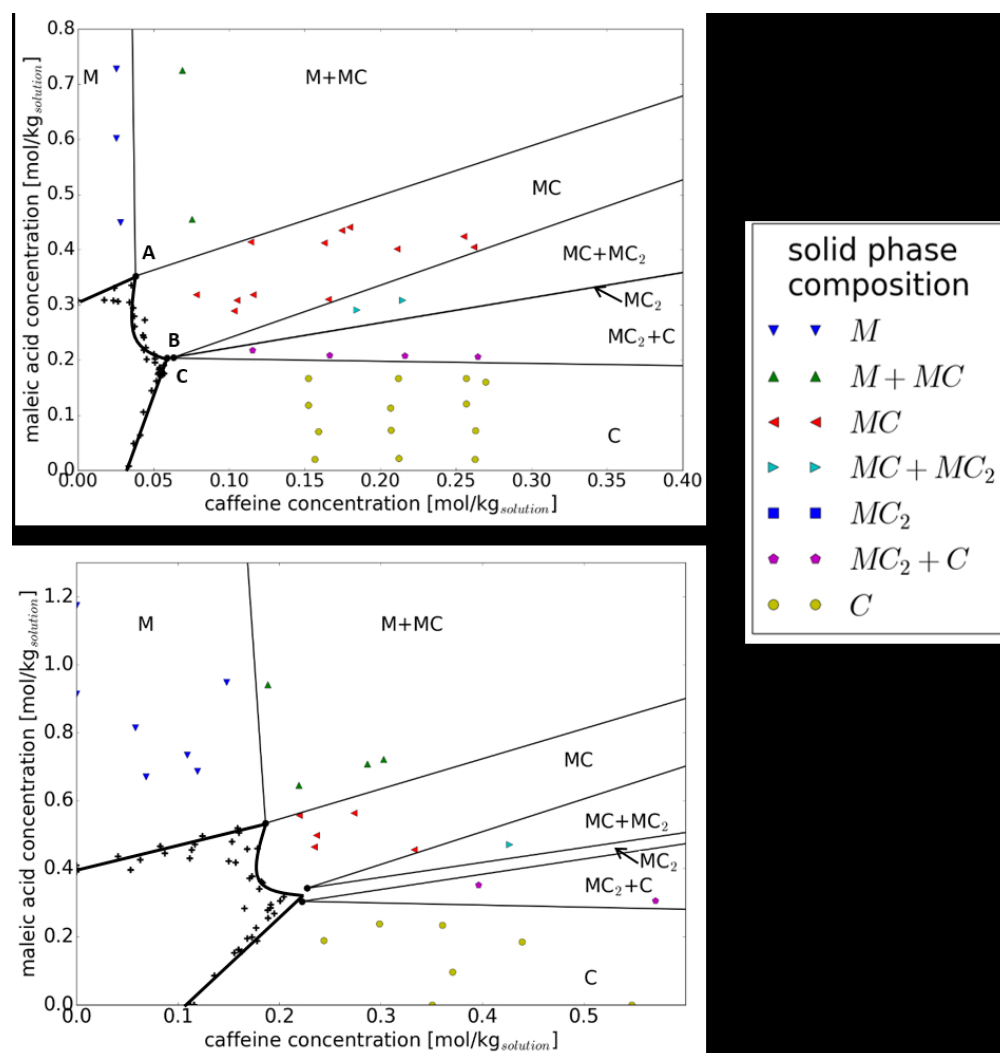 0.8
0.7
0.6
0.5
0.4
0.3
0.2
0.1
0.0
maleic acid concentration [mol/kg_solution]
M
M+MC
A
MC
MC+MC₂
MC₂
B
MC₂+C
C
C
0.00 0.05 0.10 0.15 0.20 0.25 0.30 0.35 0.40
caffeine concentration [mol/kg_solution]
solid phase
composition
M
M + MC
MC
MC + MC₂
MC₂
MC₂ + C
C
1.2
1.0
0.8
0.6
0.4
0.2
0.0
maleic acid concentration [mol/kg_solution]
M
M+MC
MC
MC+MC₂
MC₂
MC₂+C
C
0.0 0.1 0.2 0.3 0.4 0.5
caffeine concentration [mol/kg_solution]